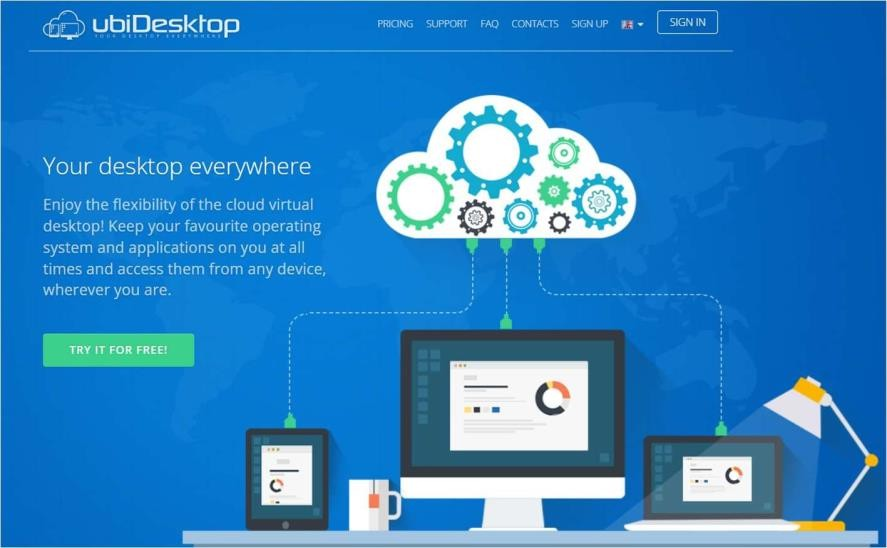 ubiDesktop
YOUR DESKTOP EVERYWHERE
PRICING SUPPORT FAQ CONTACTS SIGN UP SIGN IN
Your desktop everywhere
Enjoy the flexibility of the cloud virtual
desktop! Keep your favourite operating
system and applications on you at all
times and access them from any device,
wherever you are.
TRY IT FOR FREE!